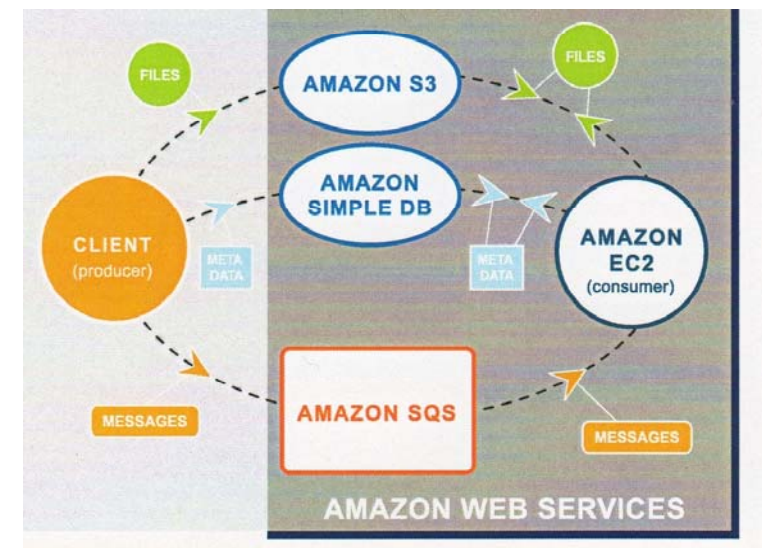 FILES
FILES
AMAZON S3
AMAZON
SIMPLE DB
CLIENT
(producer)
META
DATA
META
DATA
AMAZON
EC2
(consumer)
AMAZON SQS
MESSAGES
MESSAGES
AMAZON WEB SERVICES